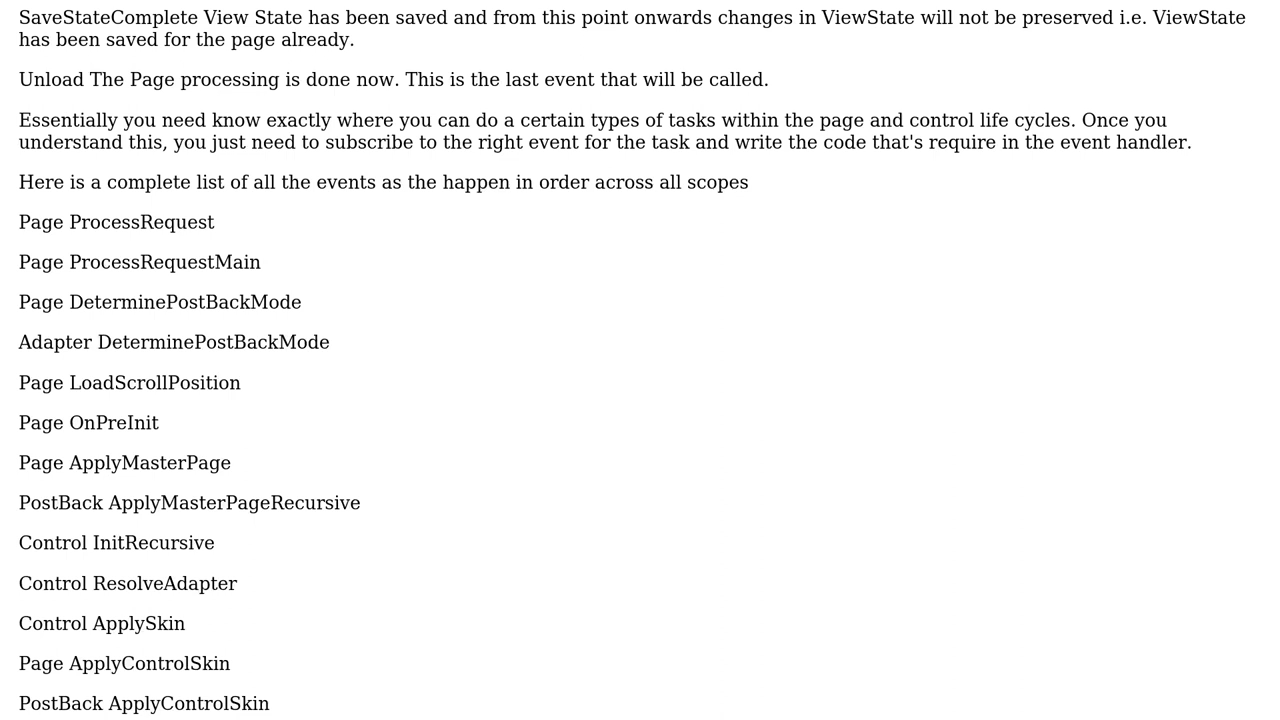 SaveStateComplete View State has been saved and from this point onwards changes in ViewState will not be preserved i.e. ViewState
has been saved for the page already.
Unload The Page processing is done now. This is the last event that will be called.
Essentially you need know exactly where you can do a certain types of tasks within the page and control life cycles. Once you
understand this, you just need to subscribe to the right event for the task and write the code that's require in the event handler.
Here is a complete list of all the events as the happen in order across all scopes
Page ProcessRequest
Page ProcessRequestMain
Page DeterminePostBackMode
Adapter DeterminePostBackMode
Page LoadScrollPosition
Page OnPreInit
Page ApplyMasterPage
PostBack ApplyMasterPageRecursive
Control InitRecursive
Control ResolveAdapter
Control ApplySkin
Page ApplyControlSkin
PostBack ApplyControlSkin